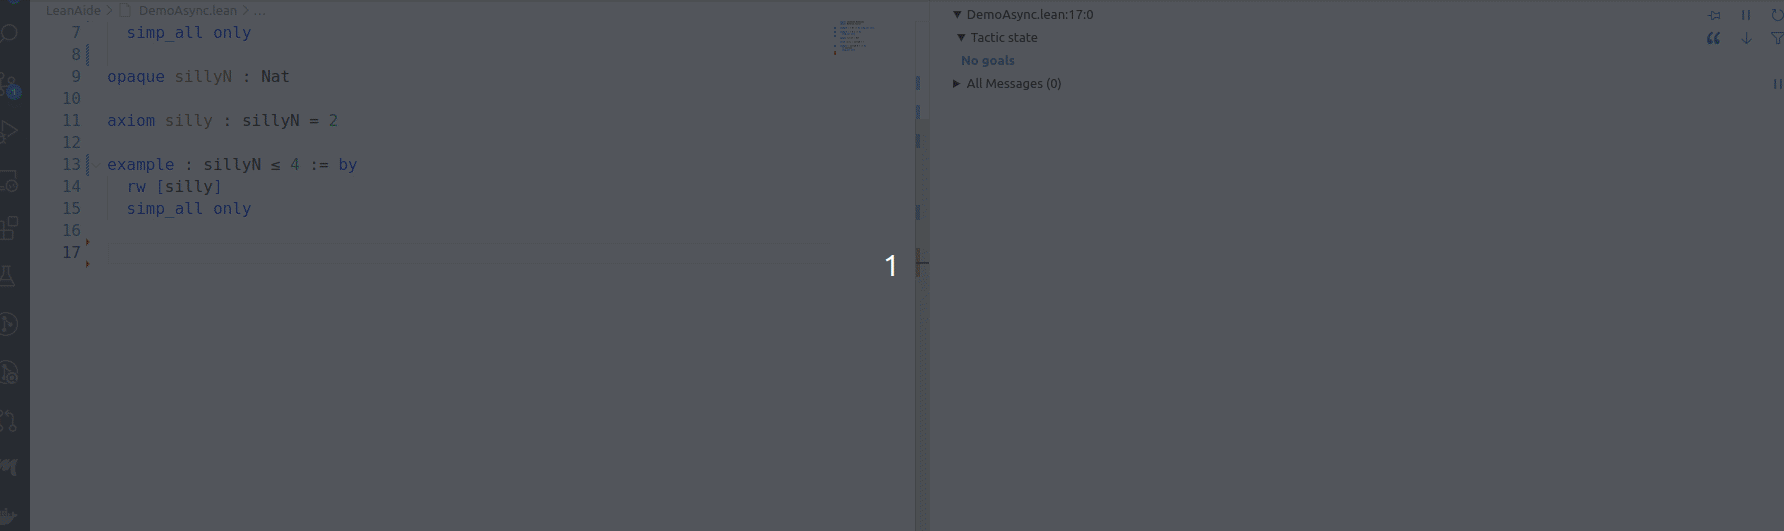 LeanAide > DemoAsync.lean > ...
7 simp_all only
8
9 opaque sillyN : Nat
10
11 axiom silly : sillyN = 2
12
13 example : sillyN ≤ 4 := by
14 rw [silly]
15 simp_all only
16
17
1
1
DemoAsync.lean:17:0
Tactic state
No goals
All Messages (0)